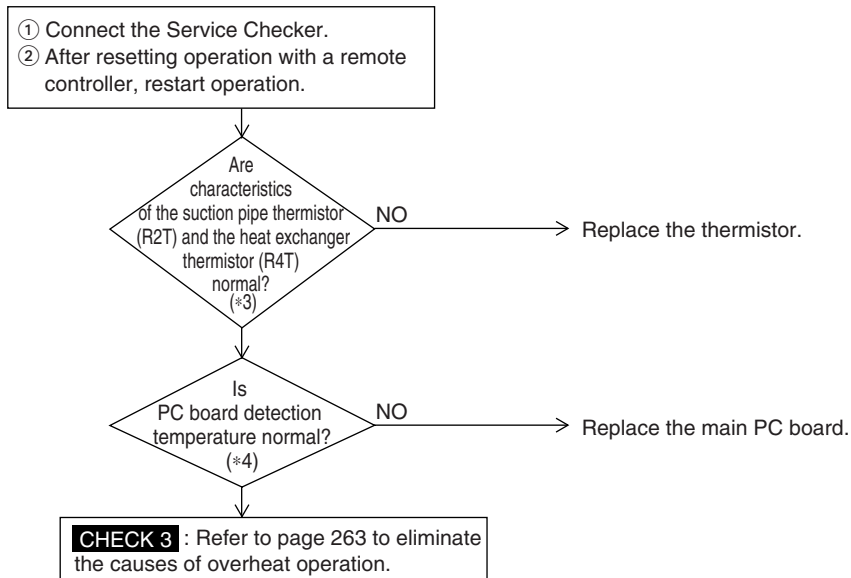 ① Connect the Service Checker.
② After resetting operation with a remote
controller, restart operation.
Are
characteristics
of the suction pipe thermistor
(R2T) and the heat exchanger
thermistor (R4T)
normal?
(*3)
NO
Replace the thermistor.
Is
PC board detection
temperature normal?
(*4)
NO
Replace the main PC board.
CHECK 3 : Refer to page 263 to eliminate
the causes of overheat operation.